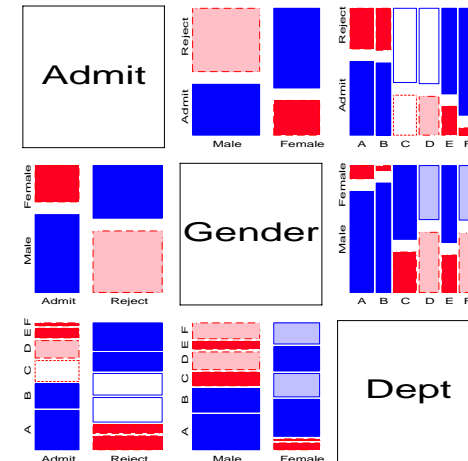 Admit
Reject
Admit
Male Female
Reject
Admit
A B C D E F
Female
Male
Admit Reject
Gender
Female
Male
A B C D E F
F
E
D
C
B
A
Admit Reject
F
E
D
C
B
A
Male Female
Dept